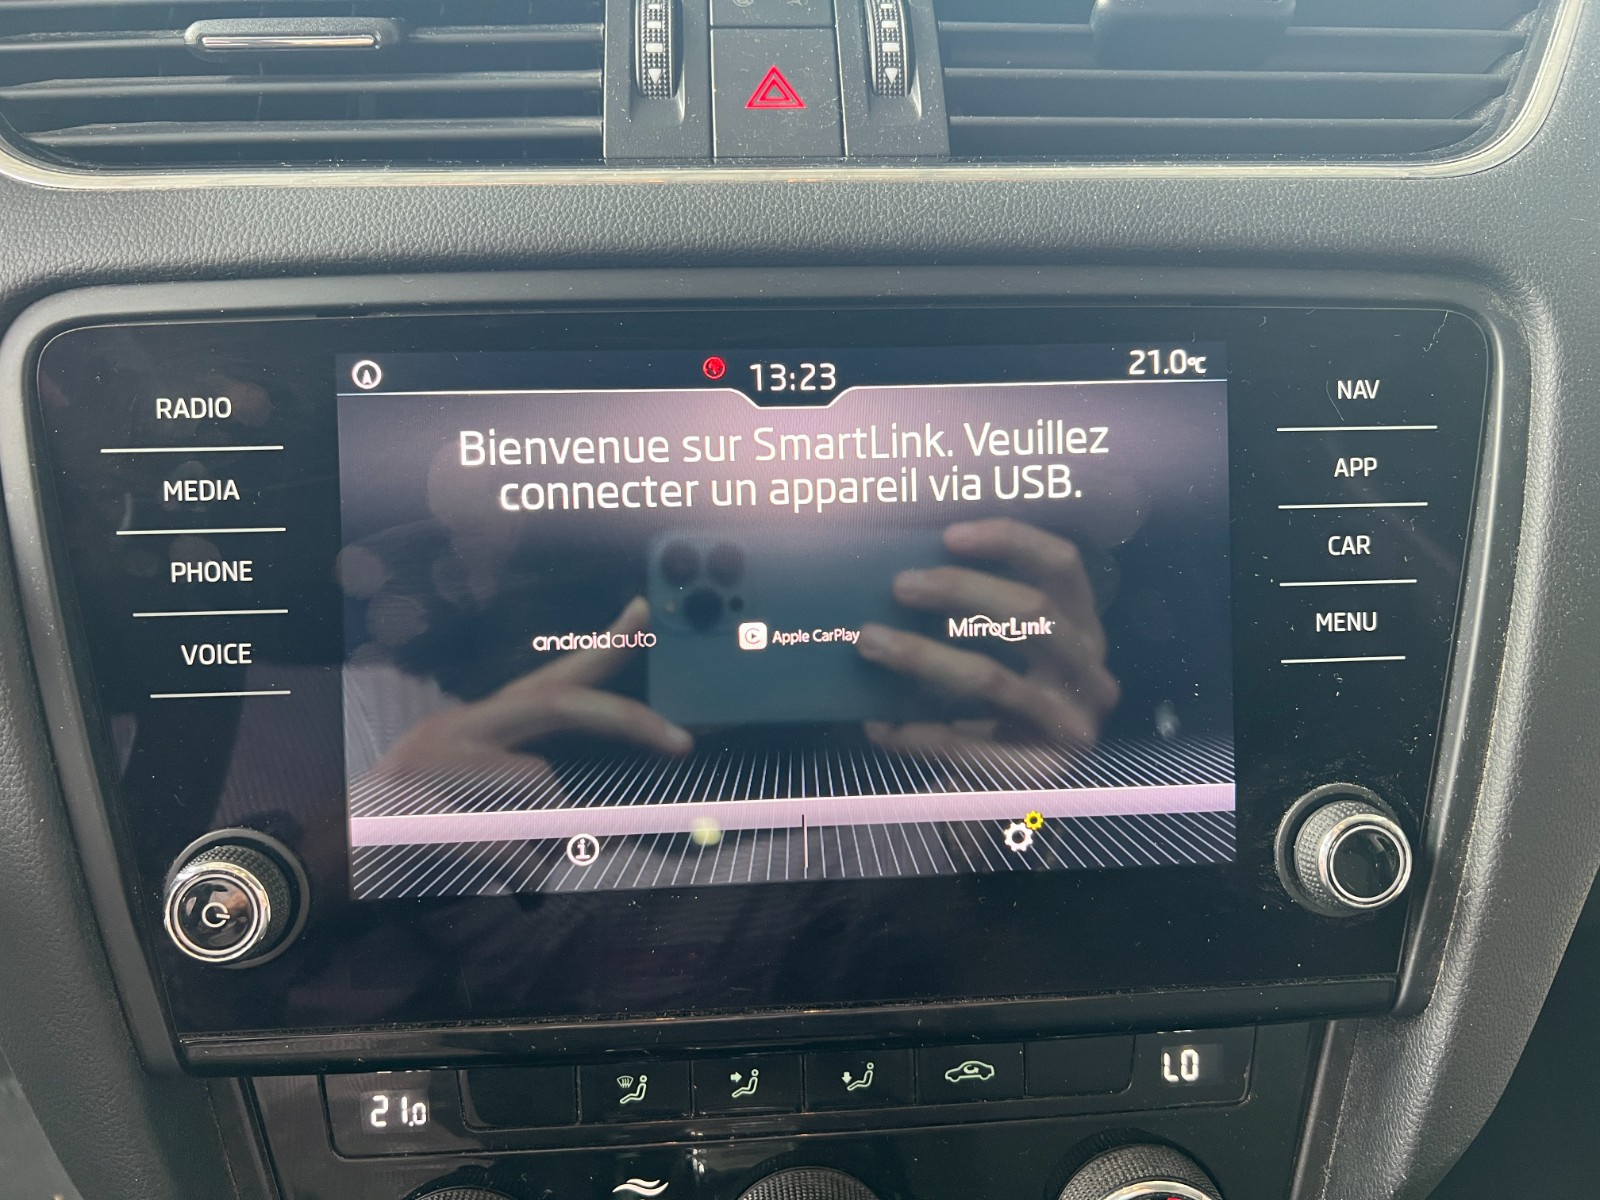 13:23
21.0°C
RADIO
MEDIA
PHONE
VOICE
Bienvenue sur SmartLink. Veuillez
connecter un appareil via USB.
androidauto
Apple CarPlay
MirrorLink
NAV
APP
CAR
MENU
21.0
LO